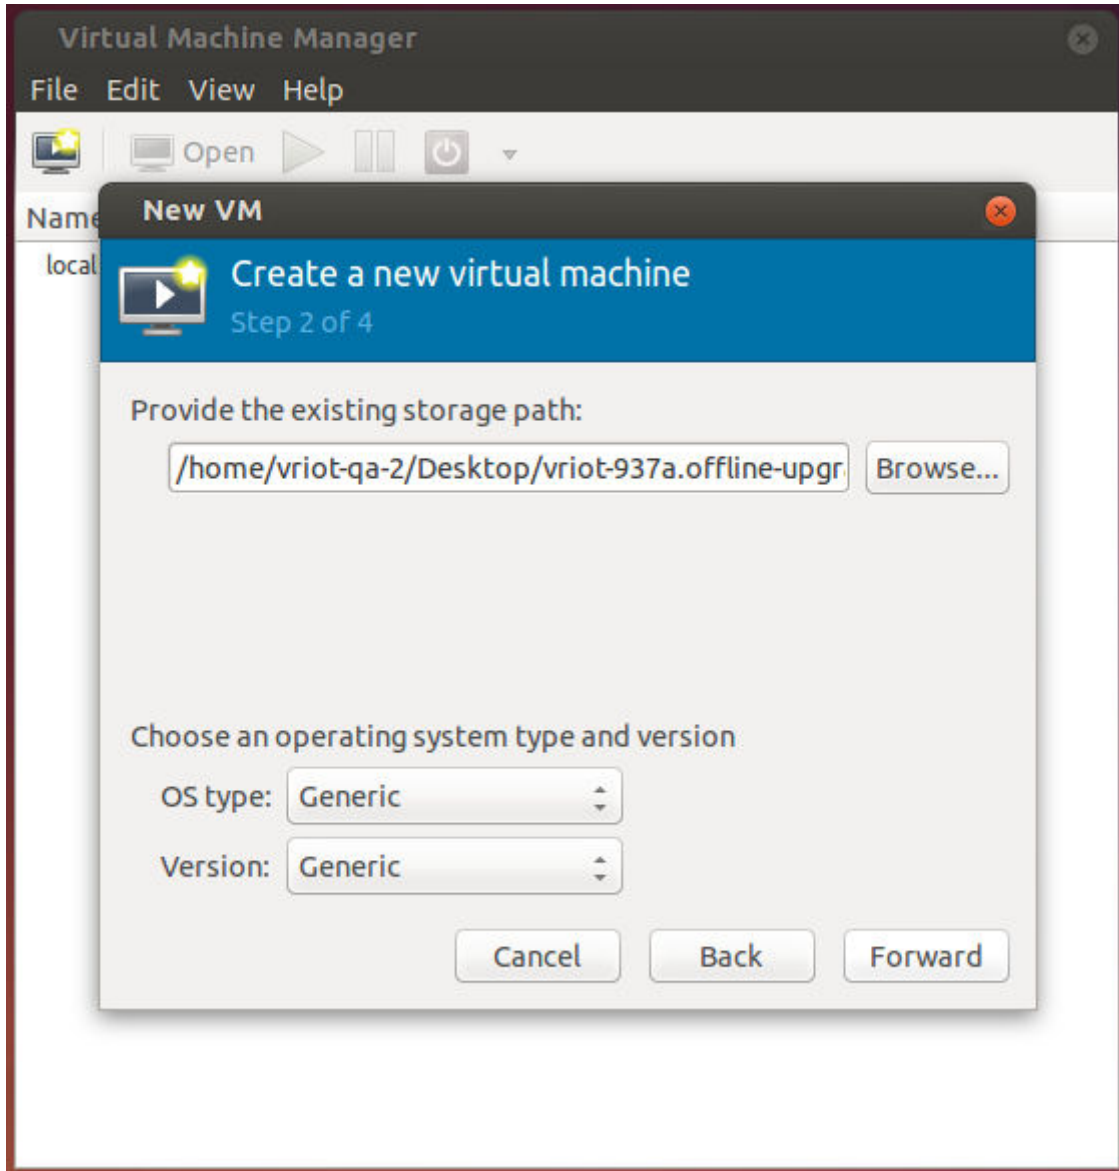 Virtual Machine Manager
File Edit View Help
Open
Name
local
New VM
Create a new virtual machine
Step 2 of 4
Provide the existing storage path:
/home/vriot-qa-2/Desktop/vriot-937a.offline-upgr Browse...
Choose an operating system type and version
OS type: Generic
Version: Generic
Cancel Back Forward